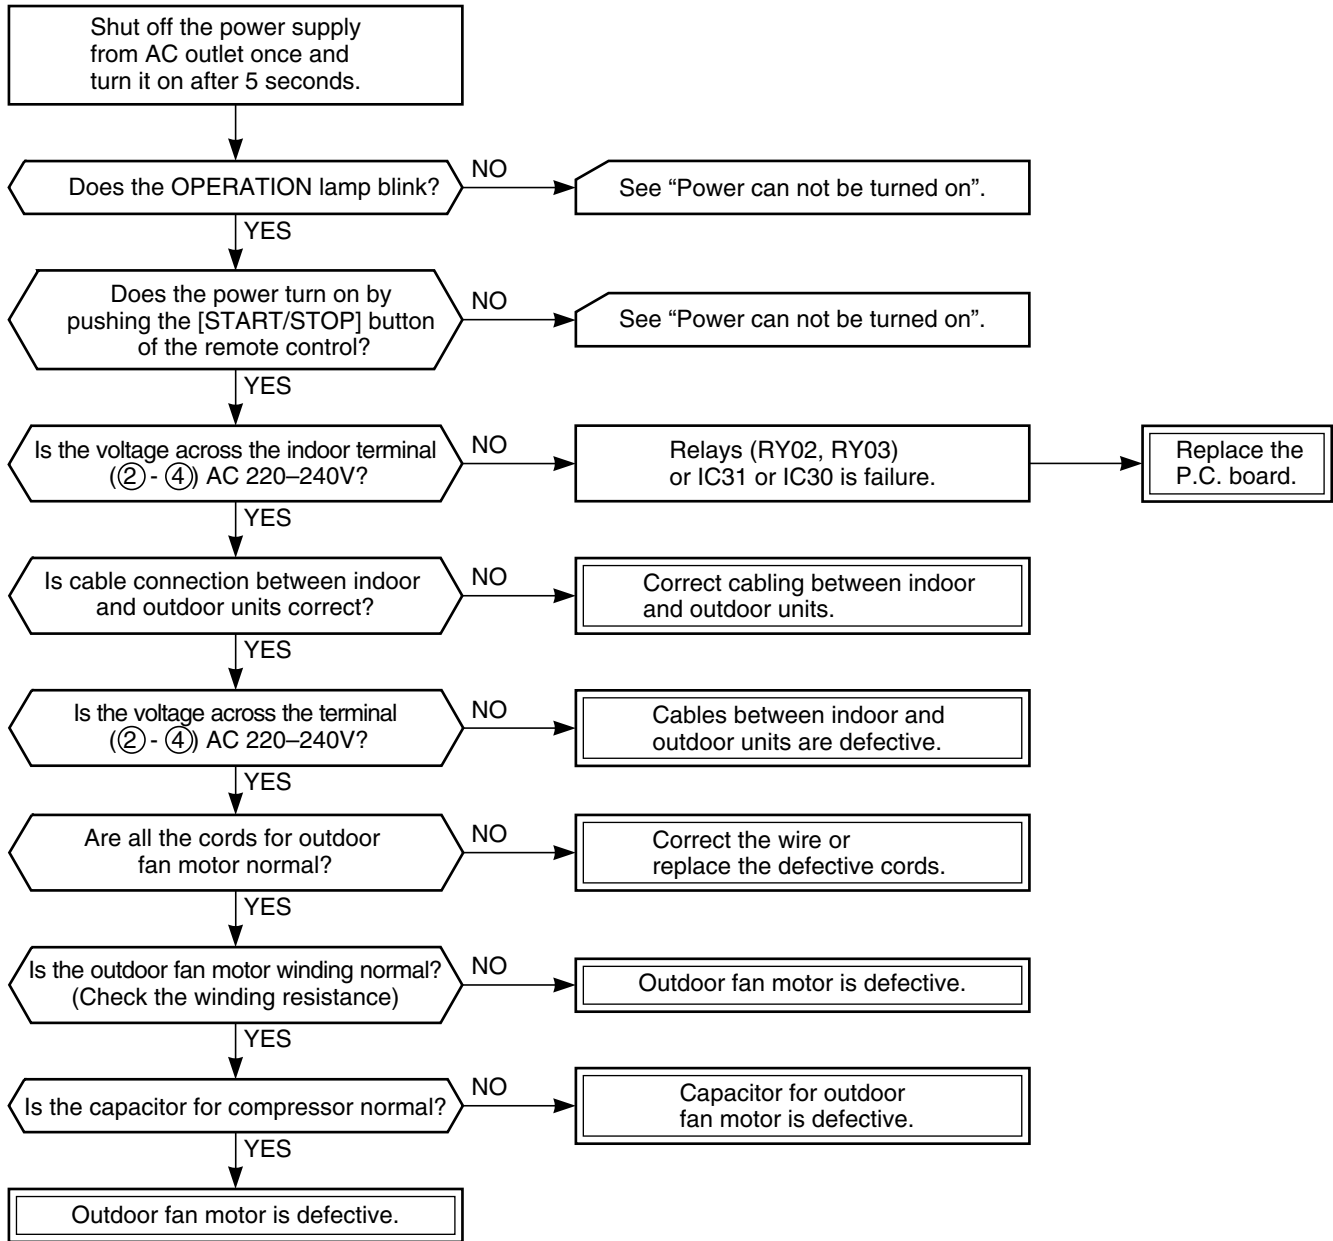 Shut off the power supply
from AC outlet once and
turn it on after 5 seconds.
Does the OPERATION lamp blink?
NO
See “Power can not be turned on”.
YES
Does the power turn on by
pushing the [START/STOP] button
of the remote control?
NO
See “Power can not be turned on”.
YES
Is the voltage across the indoor terminal
(② - ④) AC 220–240V?
NO
Relays (RY02, RY03)
or IC31 or IC30 is failure.
Replace the
P.C. board.
YES
Is cable connection between indoor
and outdoor units correct?
NO
Correct cabling between indoor
and outdoor units.
YES
Is the voltage across the terminal
(② - ④) AC 220–240V?
NO
Cables between indoor and
outdoor units are defective.
YES
Are all the cords for outdoor
fan motor normal?
NO
Correct the wire or
replace the defective cords.
YES
Is the outdoor fan motor winding normal?
(Check the winding resistance)
NO
Outdoor fan motor is defective.
YES
Is the capacitor for compressor normal?
NO
Capacitor for outdoor
fan motor is defective.
YES
Outdoor fan motor is defective.